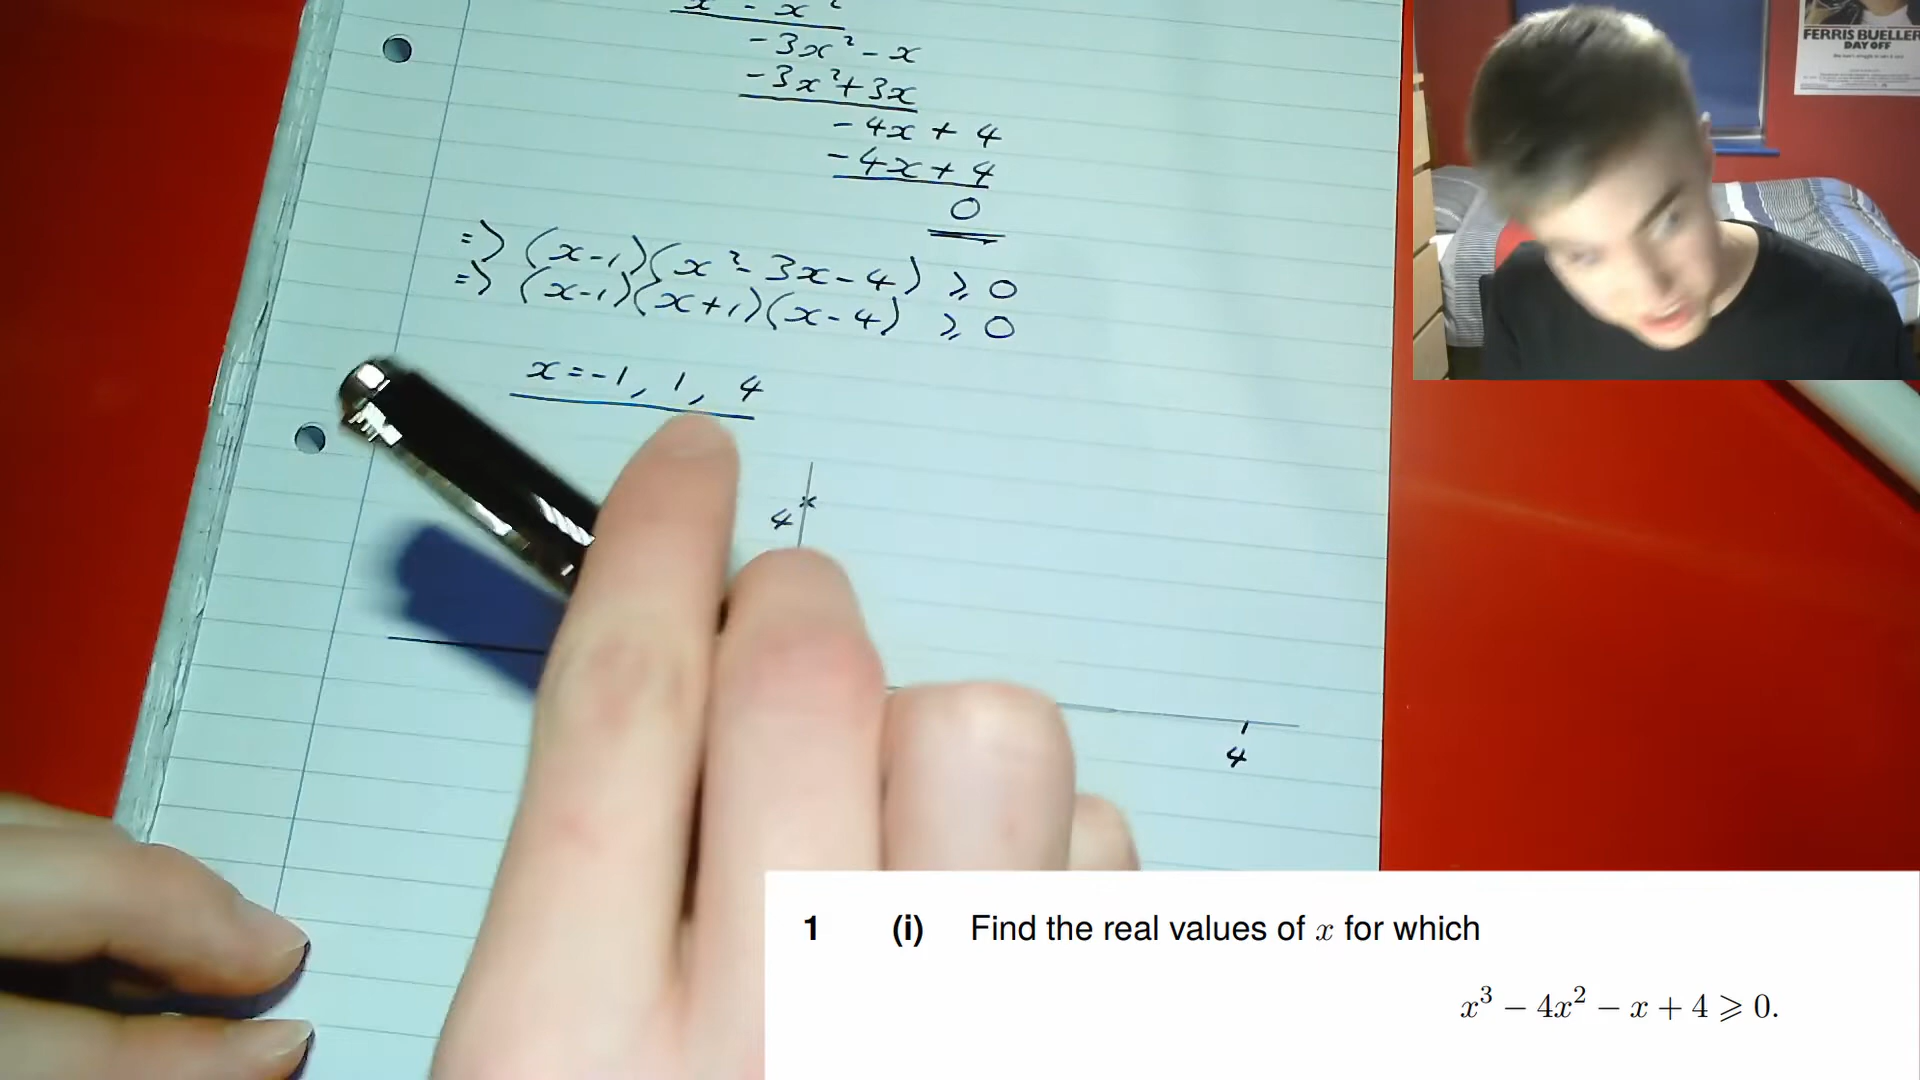 x - x²
-3x² - x
-3x² + 3x
-4x + 4
-4x + 4
0
=> (x-1)(x² - 3x - 4) ⩾ 0
=> (x-1)(x+1)(x-4) ⩾ 0
x = -1, 1, 4
4
4
FERRIS BUELLER
DAY OFF
1 (i) Find the real values of x for which
x³ − 4x² − x + 4 ⩾ 0.